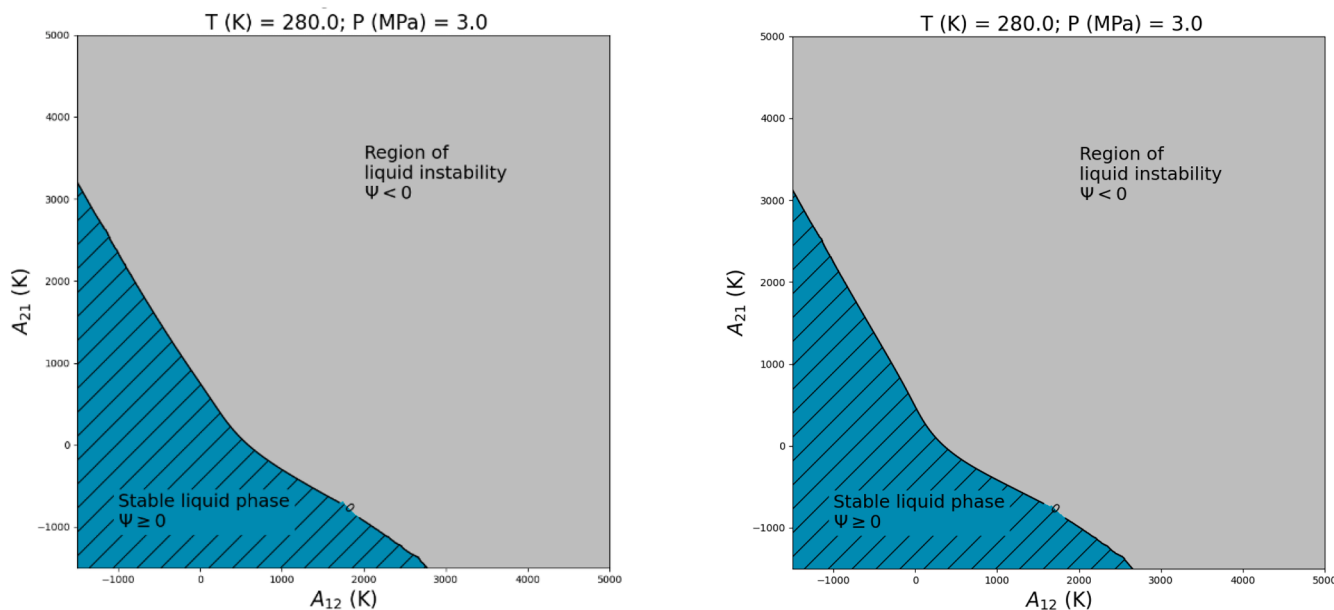 T (K) = 280.0; P (MPa) = 3.0
5000
4000
3000
2000
1000
0
−1000
A₂₁ (K)
Region of
liquid instability
Ψ < 0
Stable liquid phase
Ψ ≥ 0
−1000 0 1000 2000 3000 4000 5000
A₁₂ (K)
T (K) = 280.0; P (MPa) = 3.0
5000
4000
3000
2000
1000
0
−1000
A₂₁ (K)
Region of
liquid instability
Ψ < 0
Stable liquid phase
Ψ ≥ 0
−1000 0 1000 2000 3000 4000 5000
A₁₂ (K)